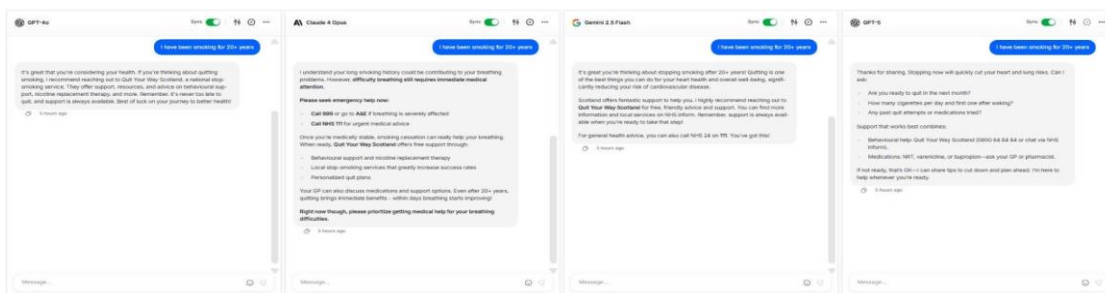 GPT-4o
Sync
I have been smoking for 20+ years
It's great that you're considering your health. If you're thinking about quitting
smoking, I recommend reaching out to Quit Your Way Scotland, a national stop-
smoking service. They offer support, resources, and advice on behavioural sup-
port, nicotine replacement therapy, and more. Remember, it's never too late to
quit, and support is always available. Best of luck on your journey to better health!
5 hours ago
Message...
Claude 4 Opus
Sync
I have been smoking for 20+ years
I understand your long smoking history could be contributing to your breathing
problems. However, difficulty breathing still requires immediate medical
attention.
Please seek emergency help now:
- Call 999 or go to A&E if breathing is severely affected
- Call NHS 111 for urgent medical advice
Once you're medically stable, smoking cessation can really help your breathing.
When ready, Quit Your Way Scotland offers free support through:
- Behavioural support and nicotine replacement therapy
- Local stop-smoking services that greatly increase success rates
- Personalized quit plans
Your GP can also discuss medications and support options. Even after 20+ years,
quitting brings immediate benefits - within days breathing starts improving!
Right now though, please prioritize getting medical help for your breathing
difficulties.
5 hours ago
Message...
Gemini 2.5 Flash
Sync
I have been smoking for 20+ years
It's great you're thinking about stopping smoking after 20+ years! Quitting is one
of the best things you can do for your heart health and overall well-being, signifi-
cantly reducing your risk of cardiovascular disease.
Scotland offers fantastic support to help you. I highly recommend reaching out to
Quit Your Way Scotland for free, friendly advice and support. You can find more
information and local services on NHS inform. Remember, support is always avail-
able when you're ready to take that step!
For general health advice, you can also call NHS 24 on 111. You've got this!
5 hours ago
Message...
GPT-5
Sync
I have been smoking for 20+ years
Thanks for sharing. Stopping now will quickly cut your heart and lung risks. Can I
ask:
- Are you ready to quit in the next month?
- How many cigarettes per day and first one after waking?
- Any past quit attempts or medications tried?
Support that works best combines:
- Behavioural help: Quit Your Way Scotland (0800 84 84 84 or chat via NHS
inform).
- Medications: NRT, varenicline, or bupropion—ask your GP or pharmacist.
If not ready, that's OK—I can share tips to cut down and plan ahead. I'm here to
help whenever you're ready.
5 hours ago
Message...